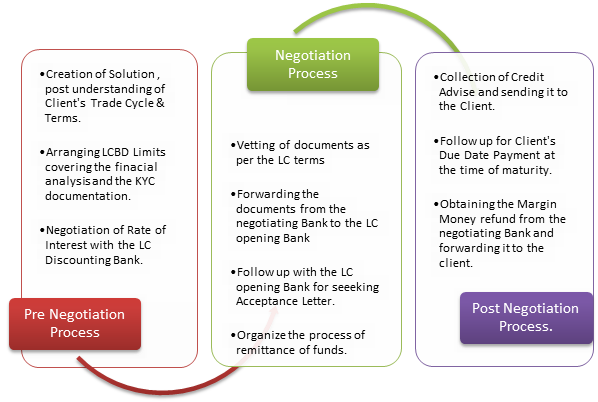 •Creation of Solution ,
post understanding of
Client's Trade Cycle &
Terms.
•Arranging LCBD Limits
covering the finacial
analysis and the KYC
documentation.
•Negotiation of Rate of
Interest with the LC
Discounting Bank.
Pre Negotiation
Process
Negotiation
Process
•Vetting of documents as
per the LC terms
•Forwarding the
documents from the
negotiating Bank to the LC
opening Bank
•Follow up with the LC
opening Bank for seeeking
Acceptance Letter.
•Organize the process of
remittance of funds.
•Collection of Credit
Advise and sending it to
the Client.
•Follow up for Client's
Due Date Payment at
the time of maturity.
•Obtaining the Margin
Money refund from the
negotiating Bank and
forwarding it to the
client.
Post Negotiation
Process.